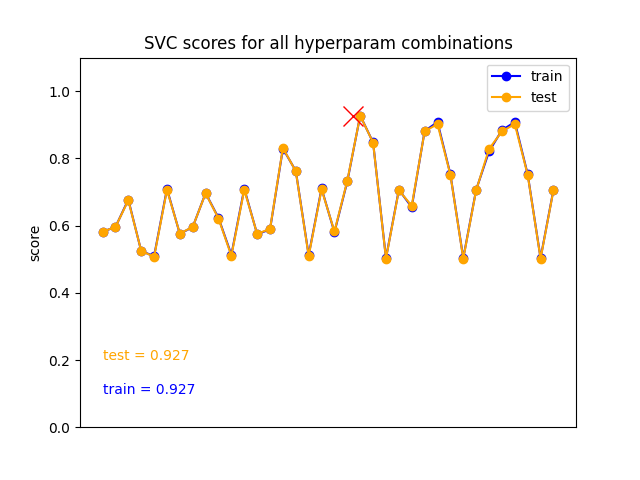 SVC scores for all hyperparam combinations
train
test
score
1.0
0.8
0.6
0.4
0.2
0.0
test = 0.927
train = 0.927